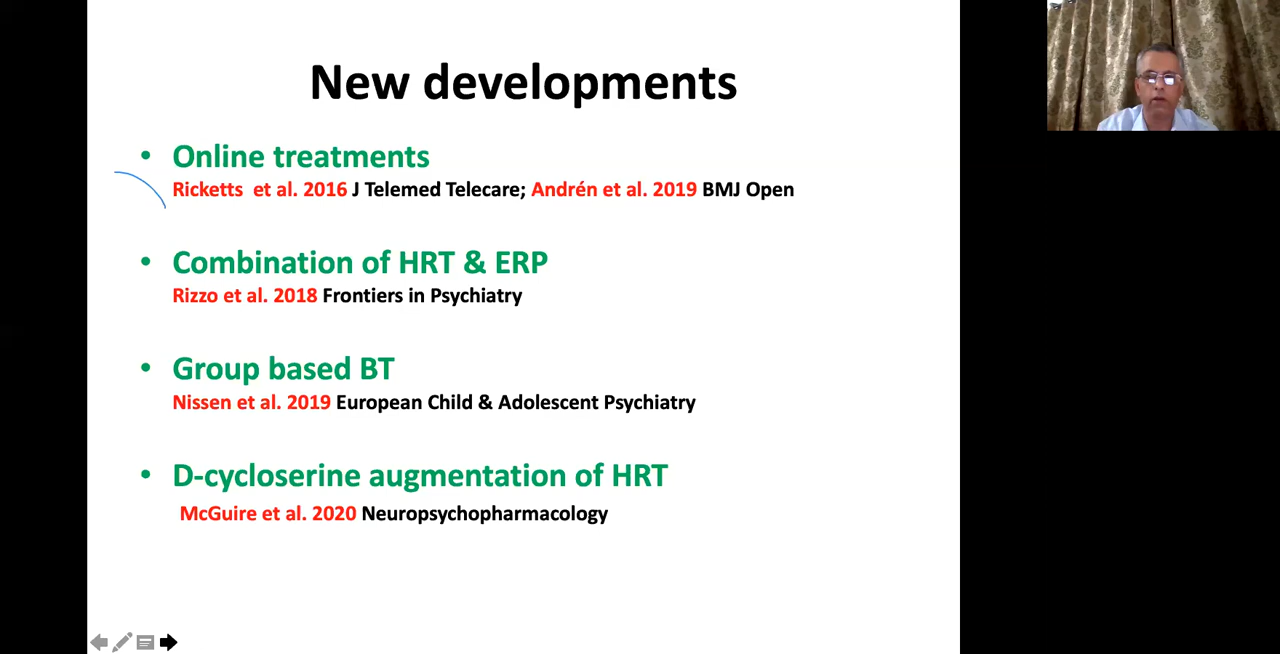 New developments
• Online treatments
Ricketts et al. 2016 J Telemed Telecare; Andrén et al. 2019 BMJ Open
• Combination of HRT & ERP
Rizzo et al. 2018 Frontiers in Psychiatry
• Group based BT
Nissen et al. 2019 European Child & Adolescent Psychiatry
• D-cycloserine augmentation of HRT
McGuire et al. 2020 Neuropsychopharmacology